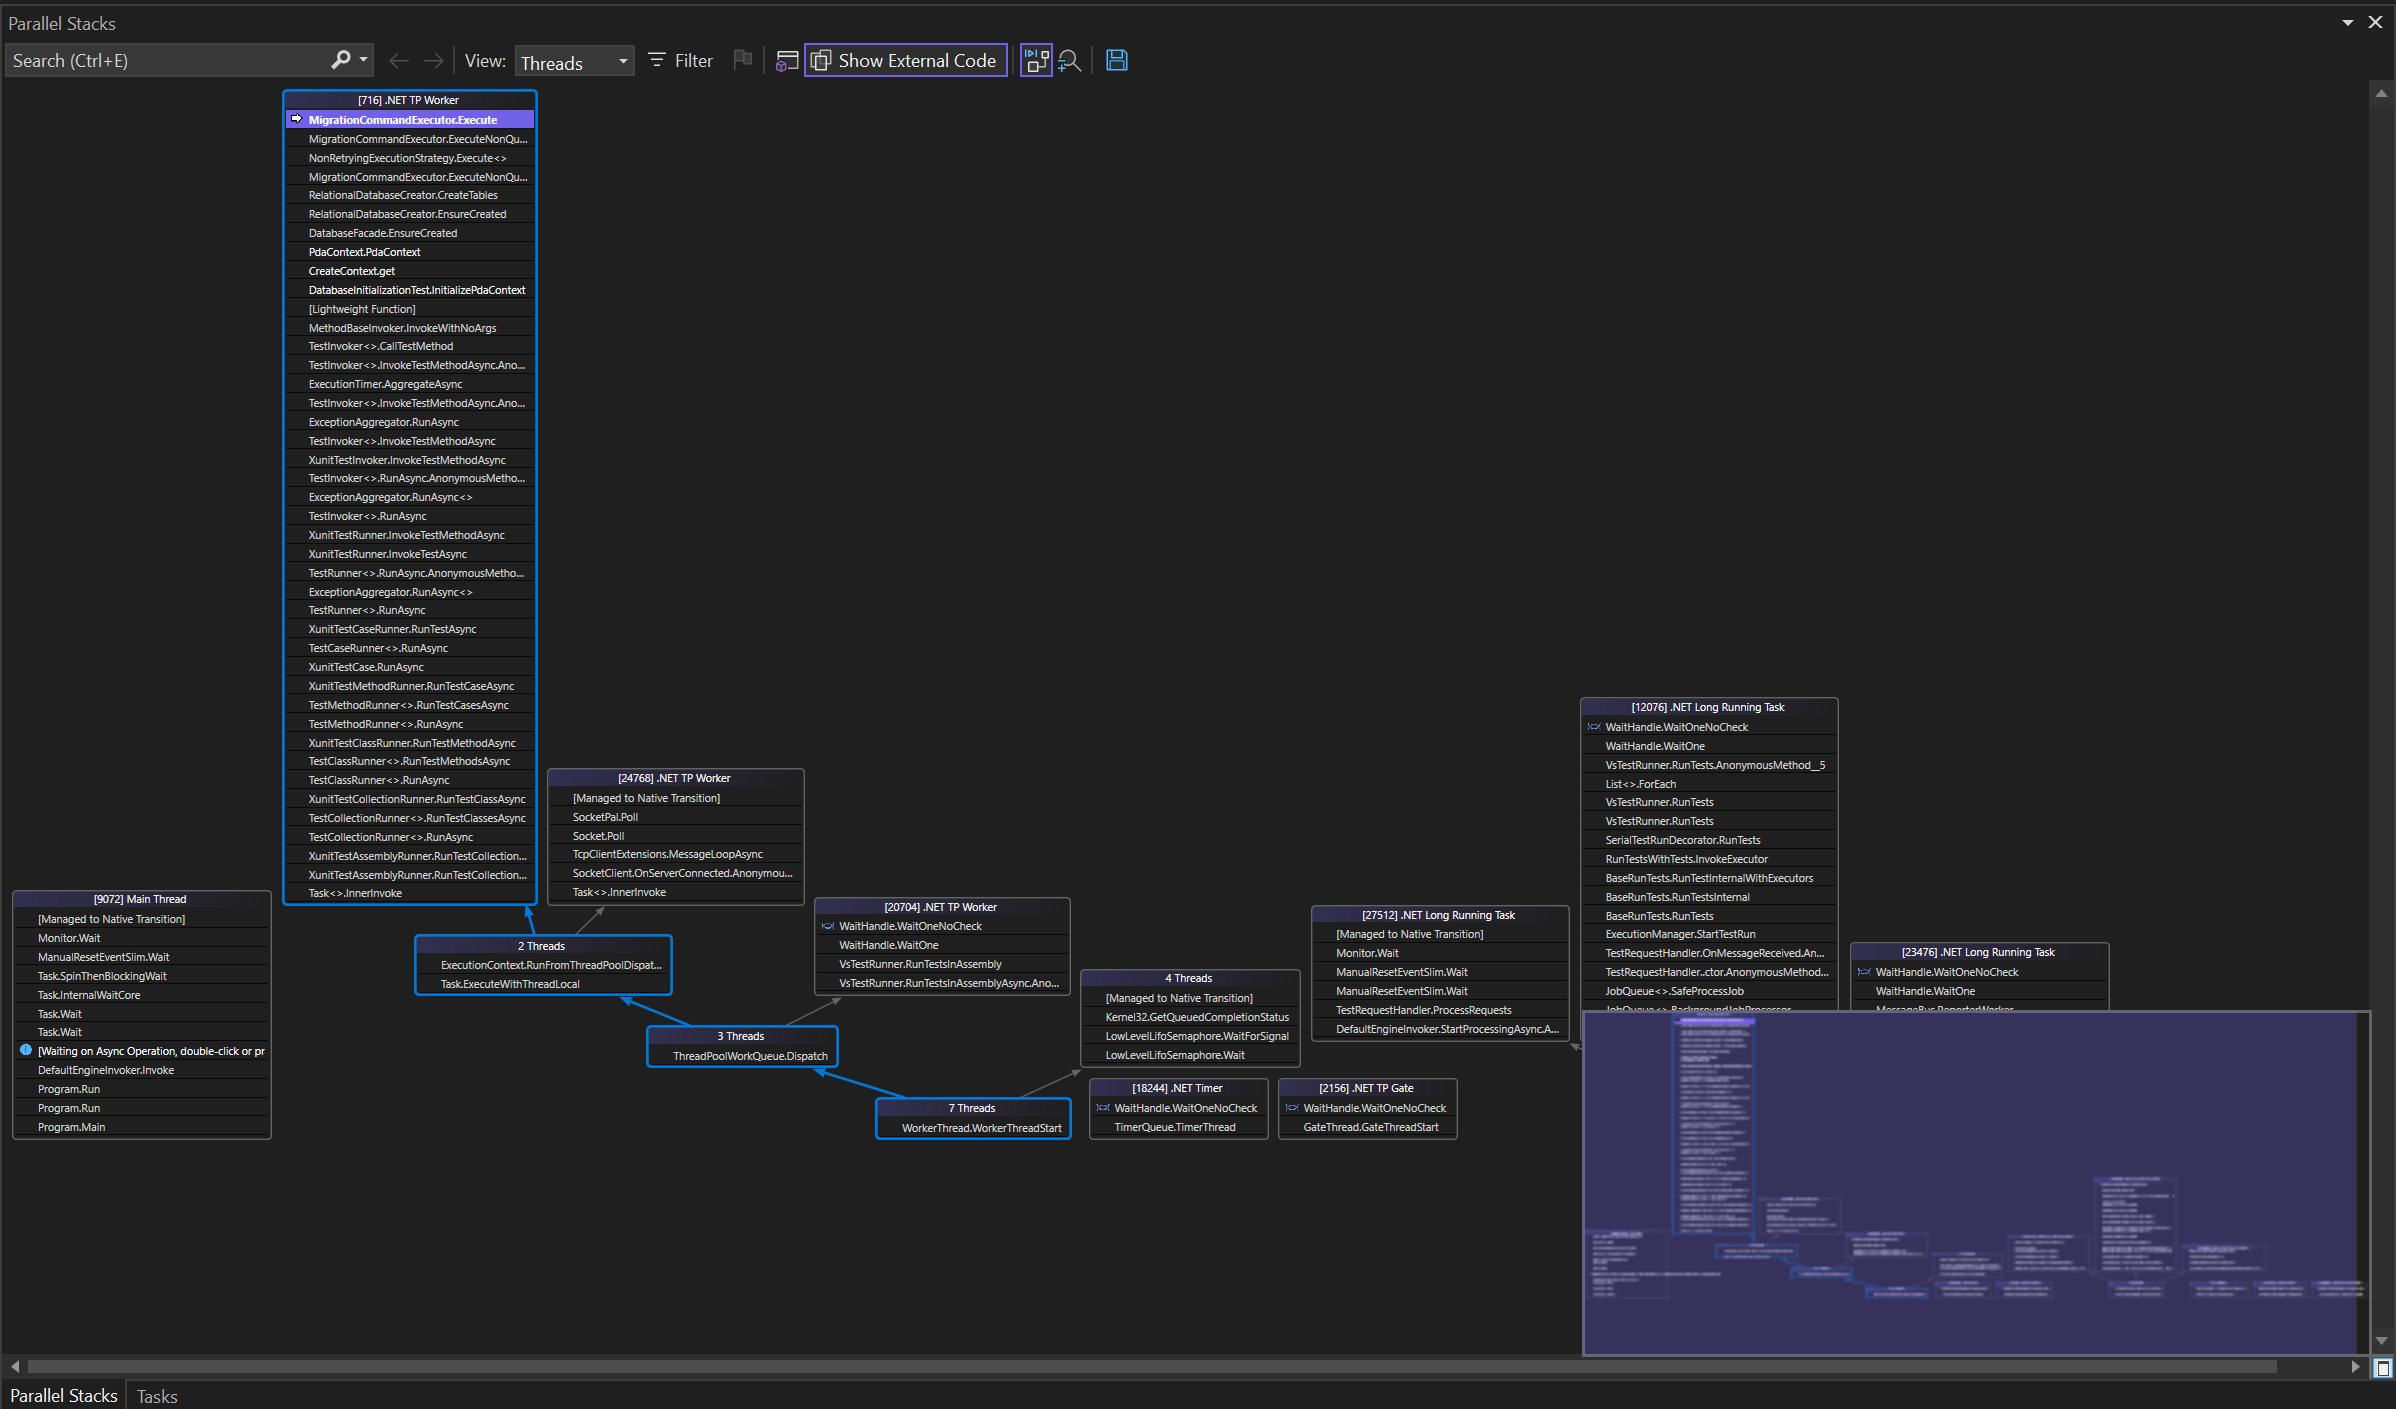 Parallel Stacks
Search (Ctrl+E)
View:
Threads
Filter
Show External Code
[716] .NET TP Worker
MigrationCommandExecutor.Execute
MigrationCommandExecutor.ExecuteNonQu...
NonRetryingExecutionStrategy.Execute<>
MigrationCommandExecutor.ExecuteNonQu...
RelationalDatabaseCreator.CreateTables
RelationalDatabaseCreator.EnsureCreated
DatabaseFacade.EnsureCreated
PdaContext.PdaContext
CreateContext.get
DatabaseInitializationTest.InitializePdaContext
[Lightweight Function]
MethodBaseInvoker.InvokeWithNoArgs
TestInvoker<>.CallTestMethod
TestInvoker<>.InvokeTestMethodAsync.Ano...
ExecutionTimer.AggregateAsync
TestInvoker<>.InvokeTestMethodAsync.Ano...
ExceptionAggregator.RunAsync
TestInvoker<>.InvokeTestMethodAsync
XunitTestInvoker.InvokeTestMethodAsync
TestInvoker<>.RunAsync.AnonymousMetho...
ExceptionAggregator.RunAsync<>
TestInvoker<>.RunAsync
XunitTestRunner.InvokeTestMethodAsync
XunitTestRunner.InvokeTestAsync
TestRunner<>.RunAsync.AnonymousMetho...
ExceptionAggregator.RunAsync<>
TestRunner<>.RunAsync
XunitTestCaseRunner.RunTestAsync
TestCaseRunner<>.RunAsync
XunitTestCase.RunAsync
XunitTestMethodRunner.RunTestCaseAsync
TestMethodRunner<>.RunTestCasesAsync
TestMethodRunner<>.RunAsync
XunitTestClassRunner.RunTestMethodAsync
TestClassRunner<>.RunTestMethodsAsync
TestClassRunner<>.RunAsync
XunitTestCollectionRunner.RunTestClassAsync
TestCollectionRunner<>.RunTestClassesAsync
TestCollectionRunner<>.RunAsync
XunitTestAssemblyRunner.RunTestCollection...
XunitTestAssemblyRunner.RunTestCollection...
Task<>.InnerInvoke
[24768] .NET TP Worker
[Managed to Native Transition]
SocketPal.Poll
Socket.Poll
TcpClientExtensions.MessageLoopAsync
SocketClient.OnServerConnected.Anonymou...
Task<>.InnerInvoke
[9072] Main Thread
[Managed to Native Transition]
Monitor.Wait
ManualResetEventSlim.Wait
Task.SpinThenBlockingWait
Task.InternalWaitCore
Task.Wait
Task.Wait
[Waiting on Async Operation, double-click or pr
DefaultEngineInvoker.Invoke
Program.Run
Program.Run
Program.Main
2 Threads
ExecutionContext.RunFromThreadPoolDispat...
Task.ExecuteWithThreadLocal
[20704] .NET TP Worker
WaitHandle.WaitOneNoCheck
WaitHandle.WaitOne
VsTestRunner.RunTestsInAssembly
VsTestRunner.RunTestsInAssemblyAsync.Ano...
3 Threads
ThreadPoolWorkQueue.Dispatch
4 Threads
[Managed to Native Transition]
Kernel32.GetQueuedCompletionStatus
LowLevelLifoSemaphore.WaitForSignal
LowLevelLifoSemaphore.Wait
7 Threads
WorkerThread.WorkerThreadStart
[18244] .NET Timer
WaitHandle.WaitOneNoCheck
TimerQueue.TimerThread
[2156] .NET TP Gate
WaitHandle.WaitOneNoCheck
GateThread.GateThreadStart
[27512] .NET Long Running Task
[Managed to Native Transition]
Monitor.Wait
ManualResetEventSlim.Wait
ManualResetEventSlim.Wait
TestRequestHandler.ProcessRequests
DefaultEngineInvoker.StartProcessingAsync.A...
[12076] .NET Long Running Task
WaitHandle.WaitOneNoCheck
WaitHandle.WaitOne
VsTestRunner.RunTests.AnonymousMethod__5
List<>.ForEach
VsTestRunner.RunTests
VsTestRunner.RunTests
SerialTestRunDecorator.RunTests
RunTestsWithTests.InvokeExecutor
BaseRunTests.RunTestInternalWithExecutors
BaseRunTests.RunTestsInternal
BaseRunTests.RunTests
ExecutionManager.StartTestRun
TestRequestHandler.OnMessageReceived.An...
TestRequestHandler..ctor.AnonymousMethod...
JobQueue<>.SafeProcessJob
JobQueue<>.BackgroundJobProcessor
[23476] .NET Long Running Task
WaitHandle.WaitOneNoCheck
WaitHandle.WaitOne
MessageBus.ReporterWorker
Parallel Stacks
Tasks